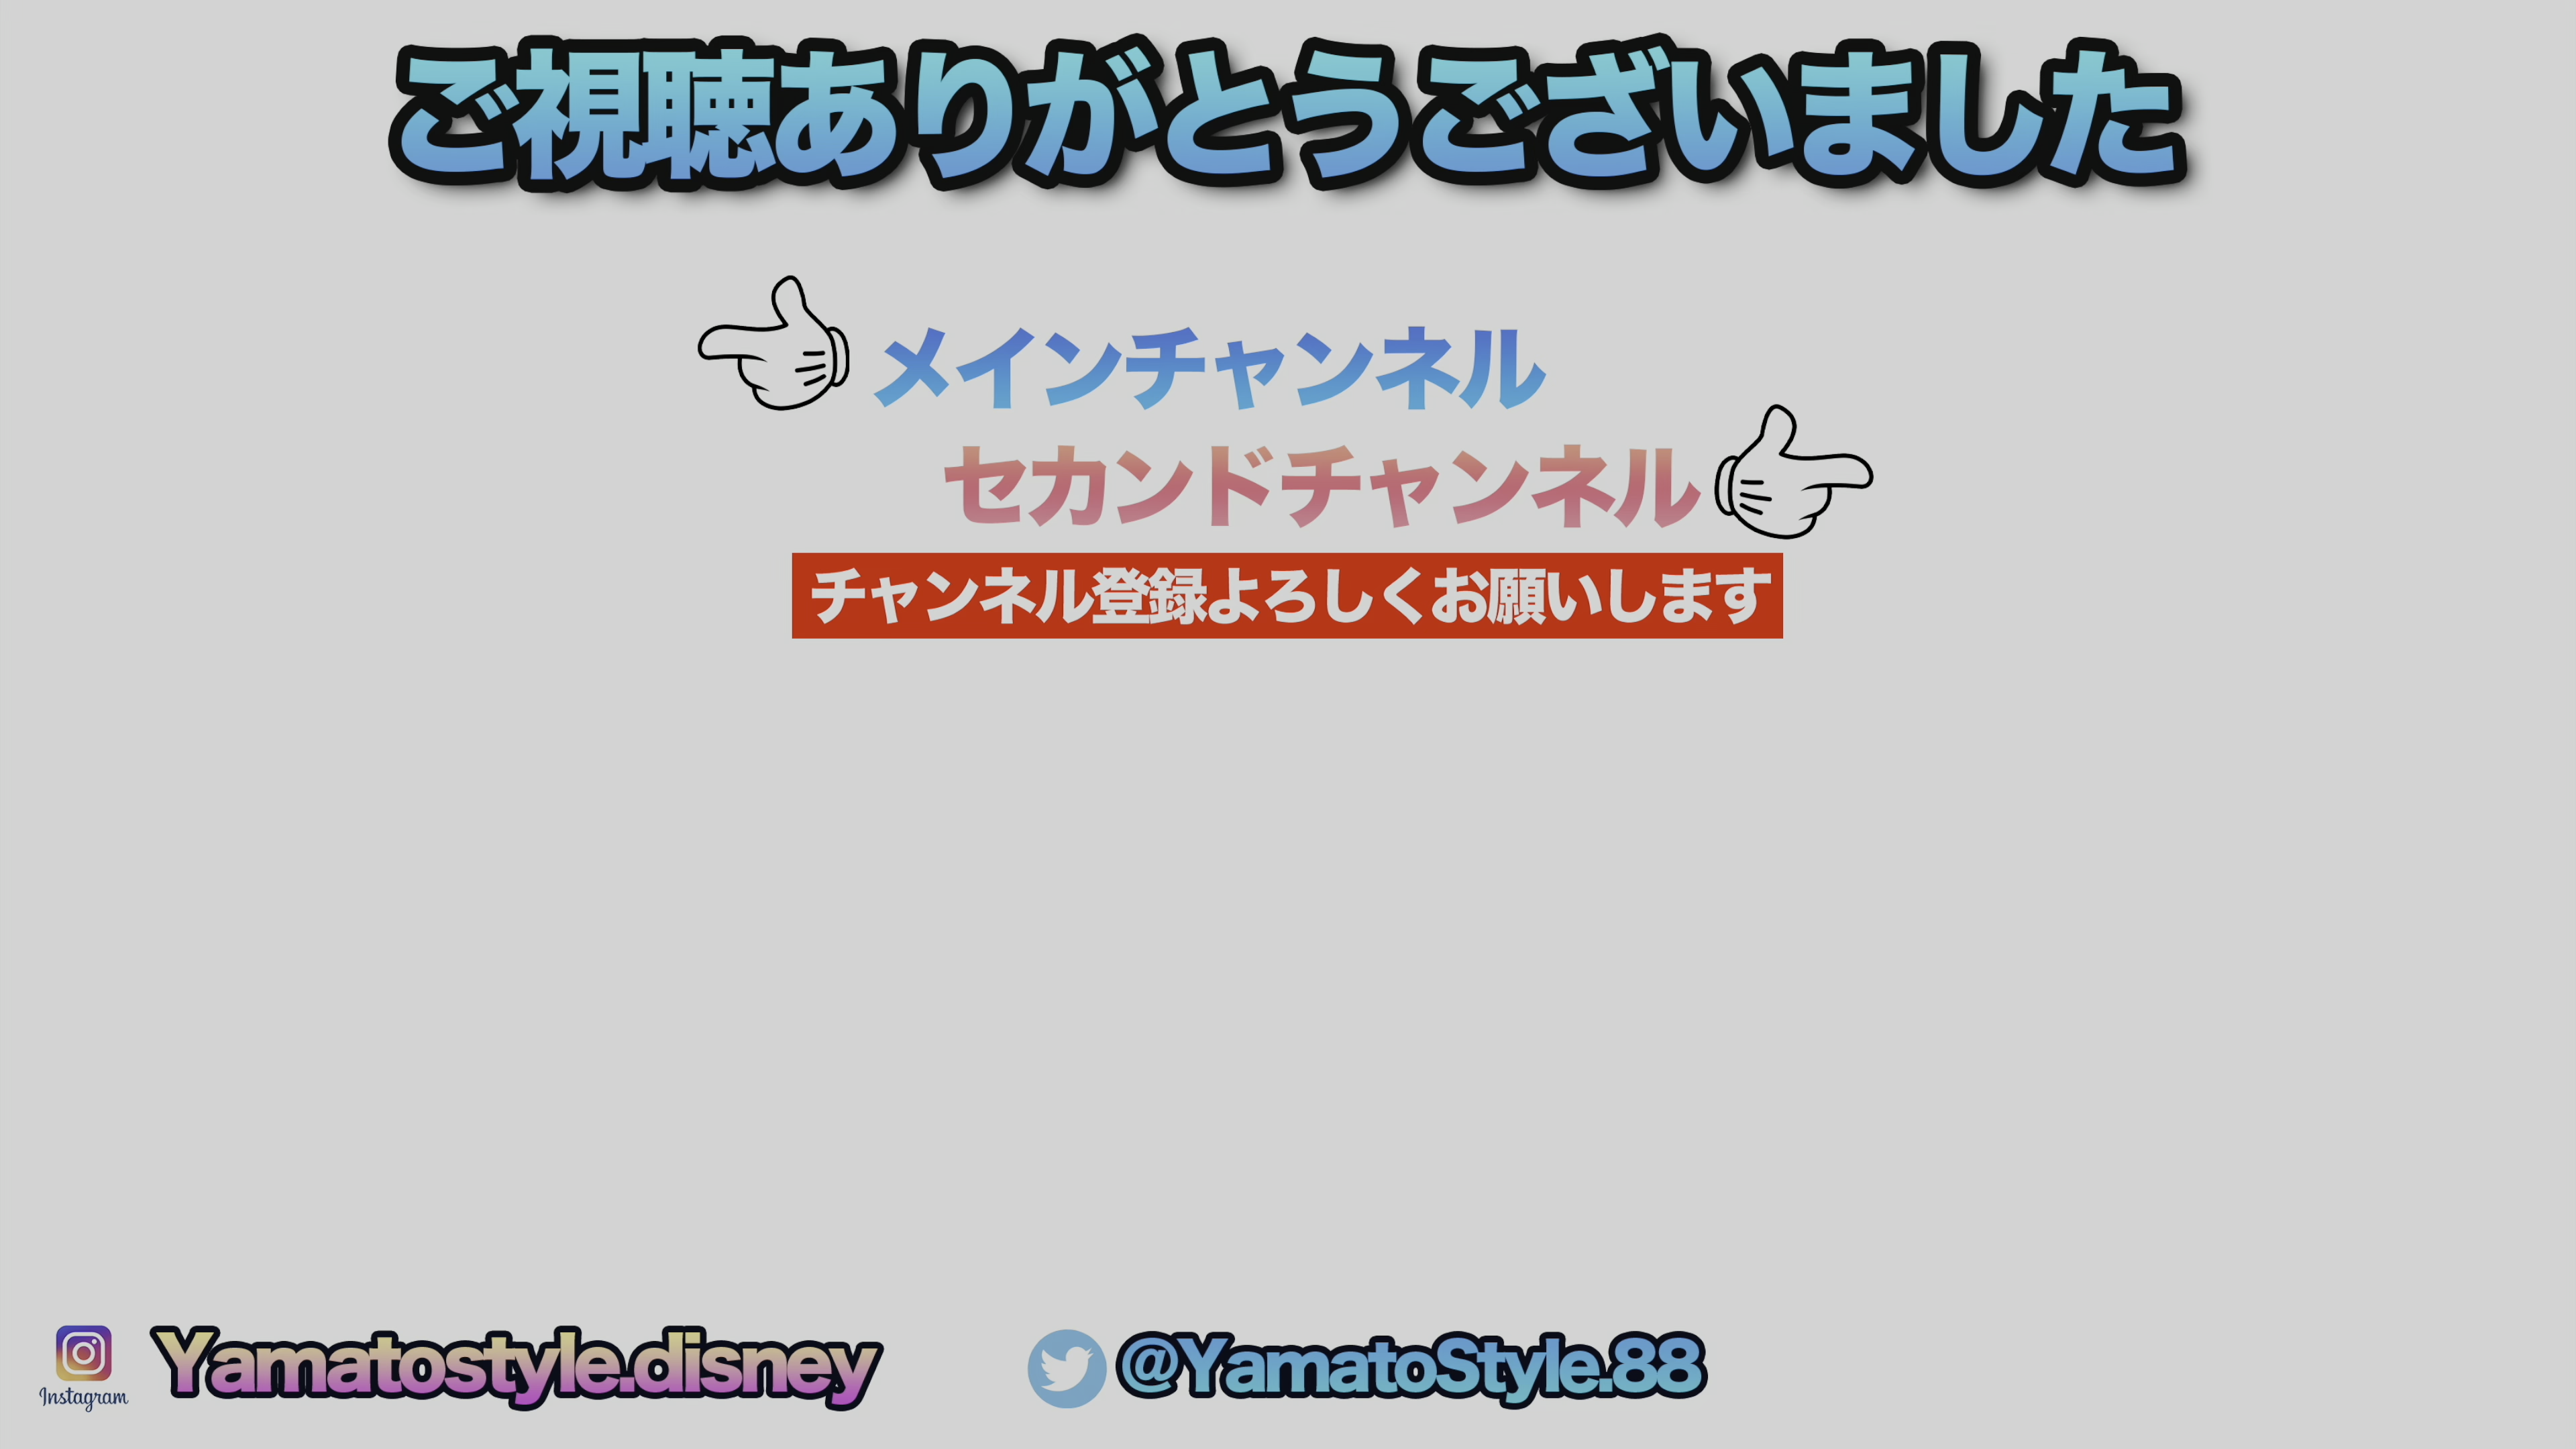 ご視聴ありがとうございました
メインチャンネル
セカンドチャンネル
チャンネル登録よろしくお願いします
Instagram
Yamatostyle.disney
@YamatoStyle.88